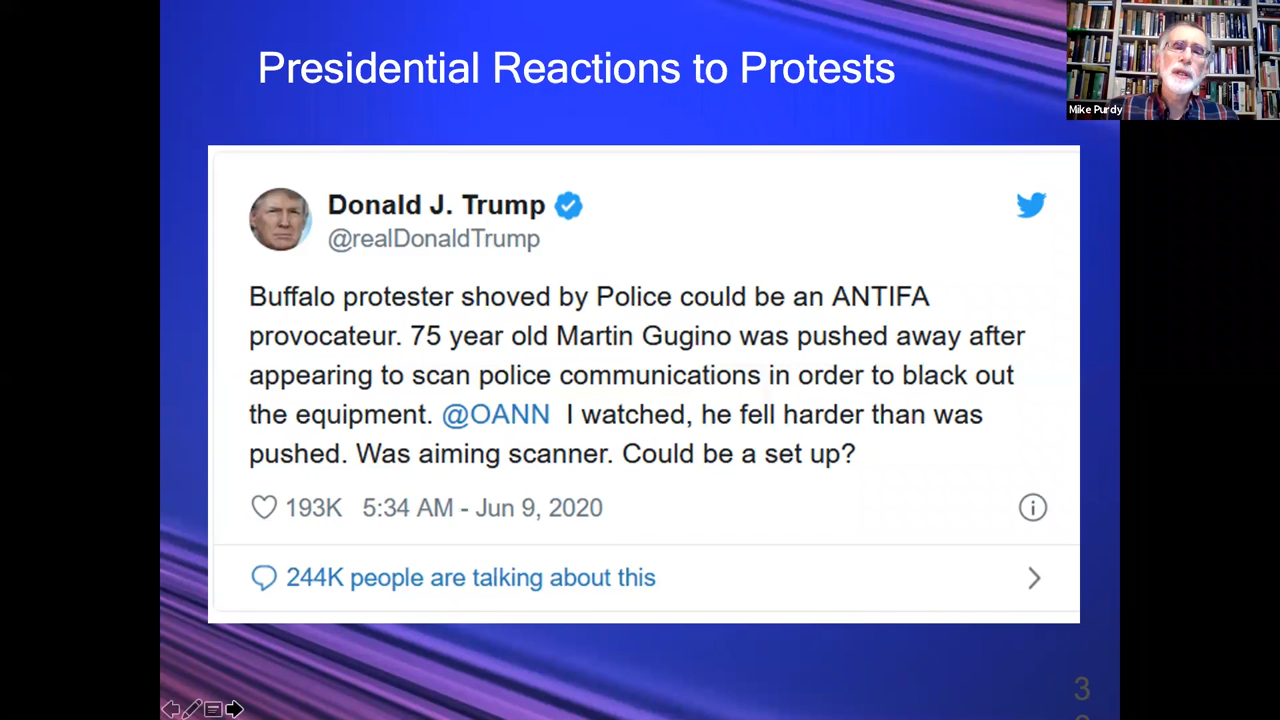 Presidential Reactions to Protests
Mike Purdy
Donald J. Trump
@realDonaldTrump
Buffalo protester shoved by Police could be an ANTIFA
provocateur. 75 year old Martin Gugino was pushed away after
appearing to scan police communications in order to black out
the equipment. @OANN I watched, he fell harder than was
pushed. Was aiming scanner. Could be a set up?
193K 5:34 AM - Jun 9, 2020
244K people are talking about this
3